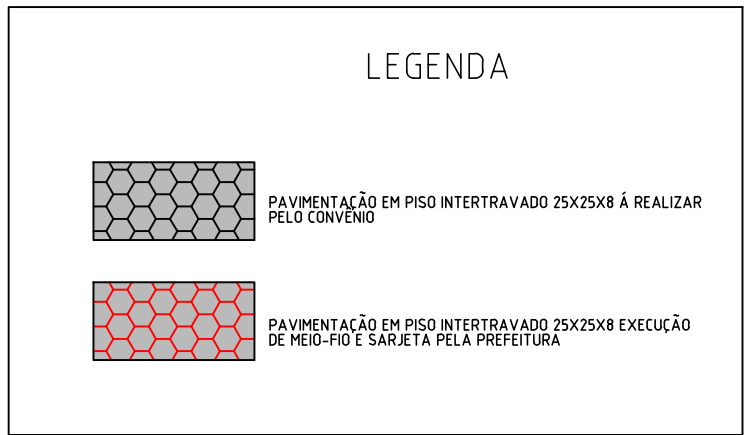 LEGENDA
PAVIMENTAÇÃO EM PISO INTERTRAVADO 25X25X8 Á REALIZAR
PELO CONVÊNIO
PAVIMENTAÇÃO EM PISO INTERTRAVADO 25X25X8 EXECUÇÃO
DE MEIO-FIO E SARJETA PELA PREFEITURA